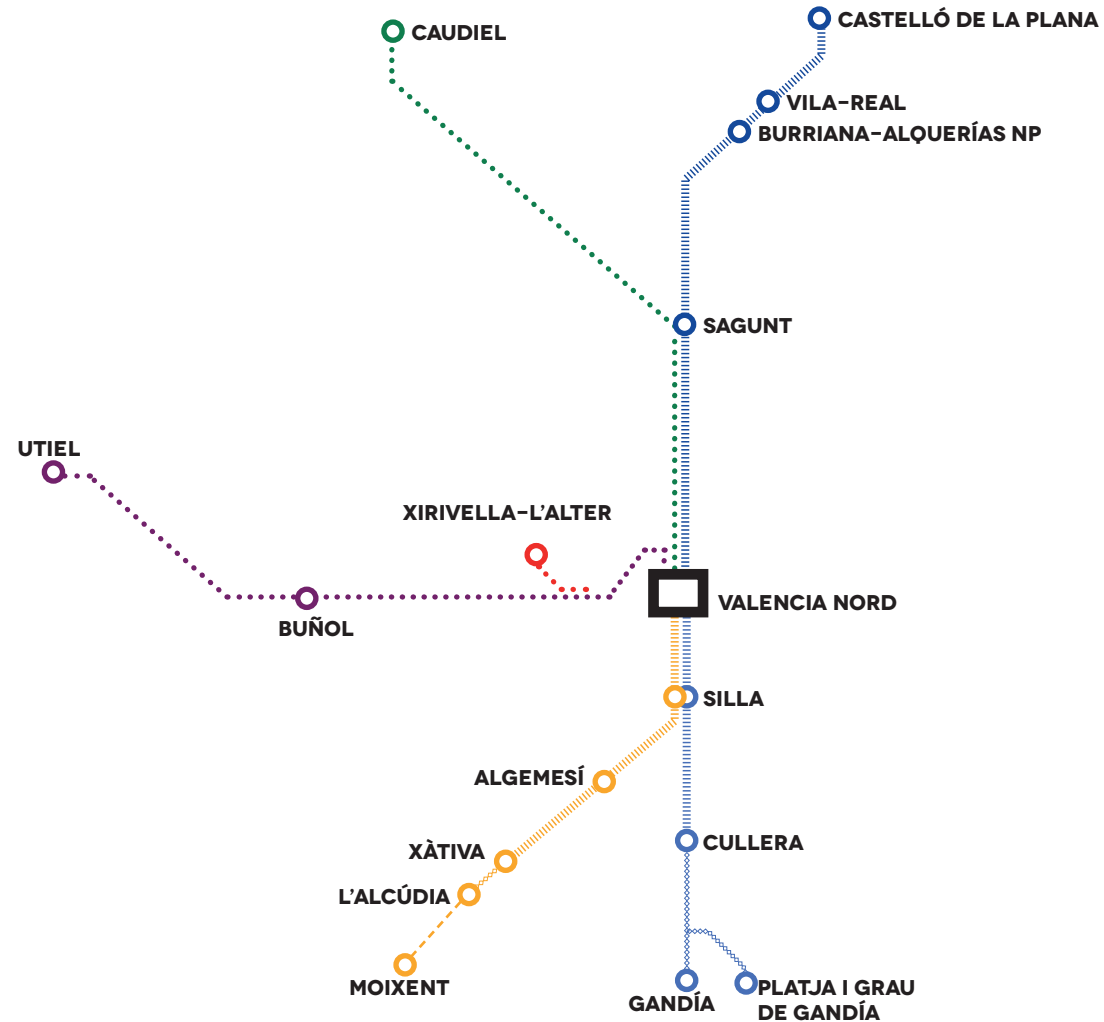 CAUDIEL
CASTELLÓ DE LA PLANA
VILA-REAL
BURRIANA-ALQUERÍAS NP
SAGUNT
UTIEL
XIRIVELLA-L'ALTER
VALENCIA NORD
BUÑOL
SILLA
ALGEMESÍ
CULLERA
XÀTIVA
L'ALCÚDIA
MOIXENT
GANDÍA
PLATJA I GRAU
DE GANDÍA